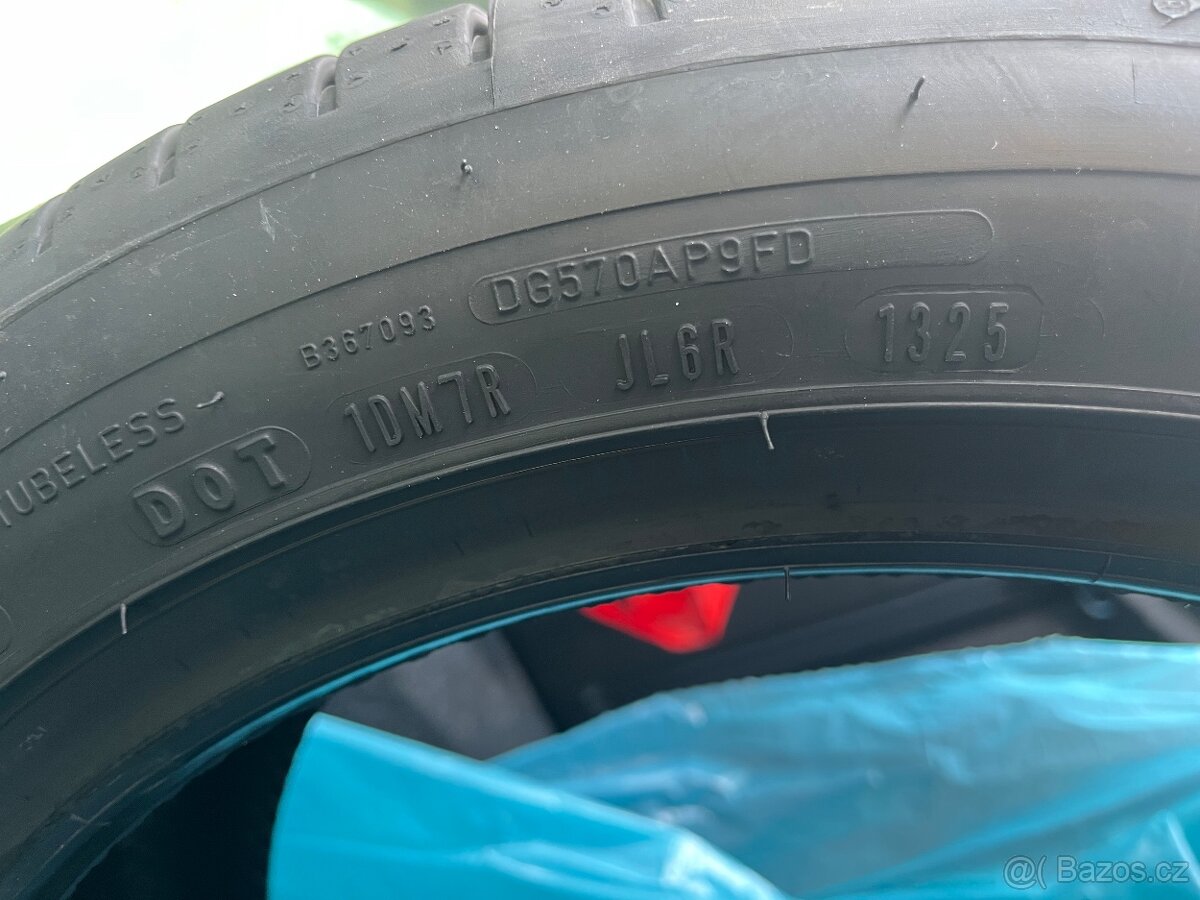 DG570AP9FD
B367093
TUBELESS
DOT 1DM7R JL6R 1325
@( Bazos.cz